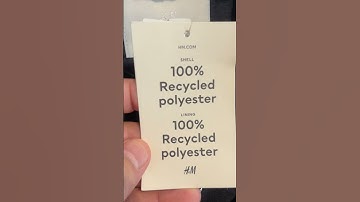 HM.COM
SHELL
100%
Recycled
polyester
LINING
100%
Recycled
polyester
H&M